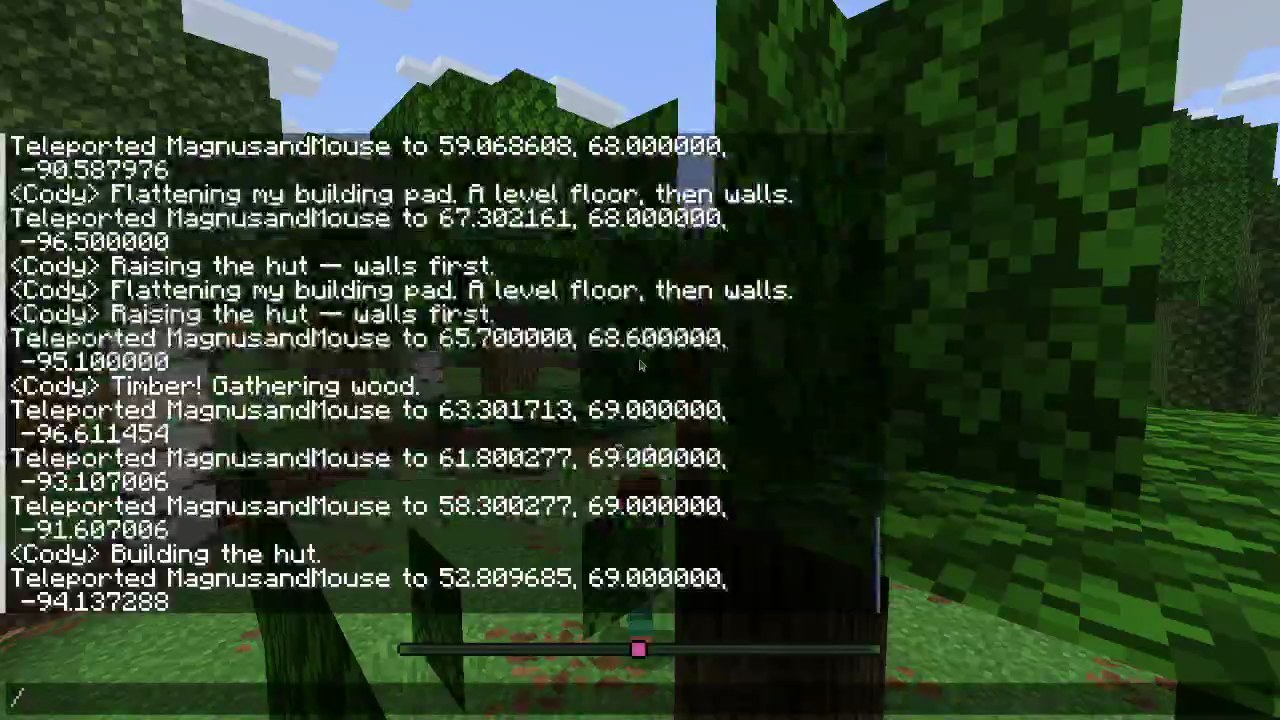 Teleported MagnusandMouse to 59.068608, 68.000000,
-90.587976
<Cody> Flattening my building pad. A level floor, then walls.
Teleported MagnusandMouse to 67.302161, 68.000000,
-96.500000
<Cody> Raising the hut — walls first.
<Cody> Flattening my building pad. A level floor, then walls.
<Cody> Raising the hut — walls first.
Teleported MagnusandMouse to 65.700000, 68.600000,
-95.100000
<Cody> Timber! Gathering wood.
Teleported MagnusandMouse to 63.301713, 69.000000,
-96.611454
Teleported MagnusandMouse to 61.800277, 69.000000,
-93.107006
Teleported MagnusandMouse to 58.300277, 69.000000,
-91.607006
<Cody> Building the hut.
Teleported MagnusandMouse to 52.809685, 69.000000,
-94.137288
/